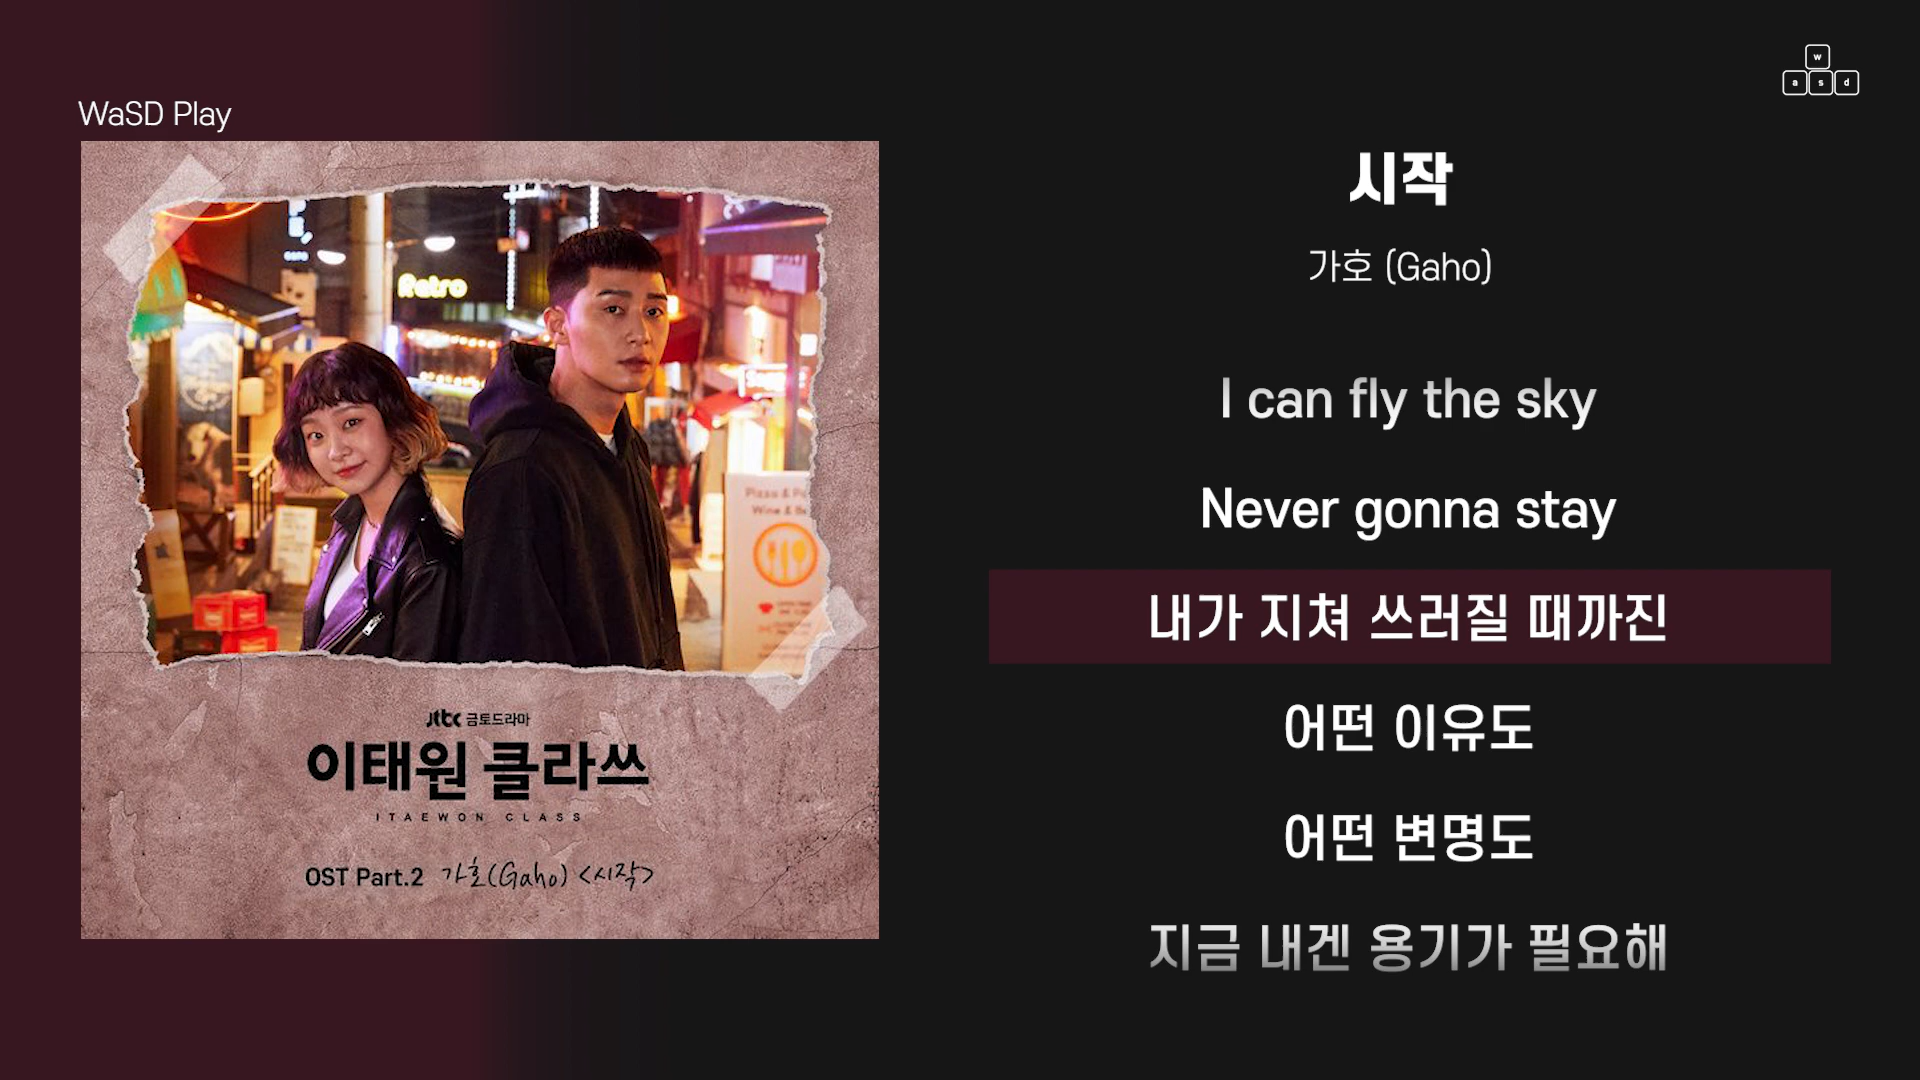 WaSD Play
w
a s d
Retro
Pizza & P
Wine & Be
jtbc 금토드라마
이태원 클라쓰
ITAEWON CLASS
OST Part.2 가호(Gaho) <시작>
시작
가호 (Gaho)
I can fly the sky
Never gonna stay
내가 지쳐 쓰러질 때까진
어떤 이유도
어떤 변명도
지금 내겐 용기가 필요해